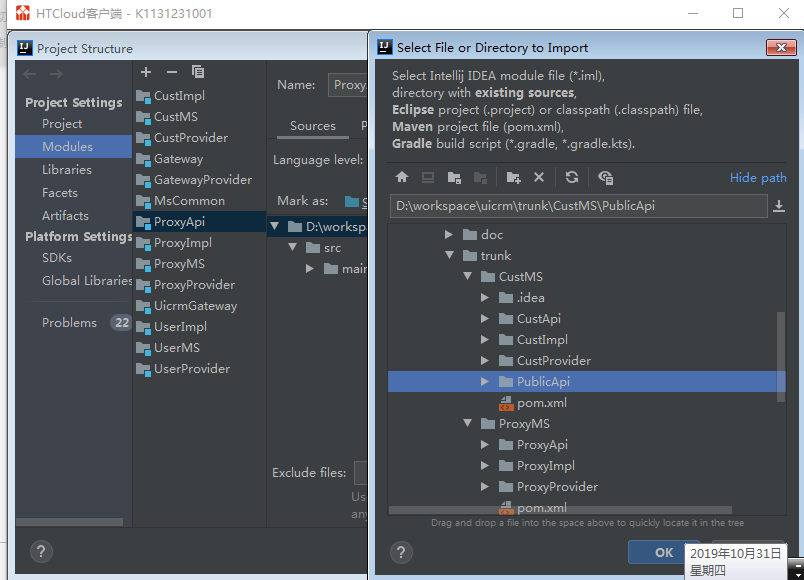 HTCloud客户端 - K1131231001
Project Structure
Project Settings
Project
Modules
Libraries
Facets
Artifacts
Platform Settings
SDKs
Global Libraries
Problems 22
CustImpl
CustMS
CustProvider
Gateway
GatewayProvider
MsCommon
ProxyApi
ProxyImpl
ProxyMS
ProxyProvider
UicrmGateway
UserImpl
UserMS
UserProvider
Name: Proxy
Sources P
Language level:
Mark as: S
D:\workspa
src
main
Exclude files:
Us
any
?
Select File or Directory to Import
Select Intellij IDEA module file (*.iml),
directory with existing sources,
Eclipse project (.project) or classpath (.classpath) file,
Maven project file (pom.xml),
Gradle build script (*.gradle, *.gradle.kts).
Hide path
D:\workspace\uicrm\trunk\CustMS\PublicApi
doc
trunk
CustMS
.idea
CustApi
CustImpl
CustProvider
PublicApi
pom.xml
ProxyMS
ProxyApi
ProxyImpl
ProxyProvider
pom.xml
Drag and drop a file into the space above to quickly locate it in the tree
?
OK
2019年10月31日
星期四